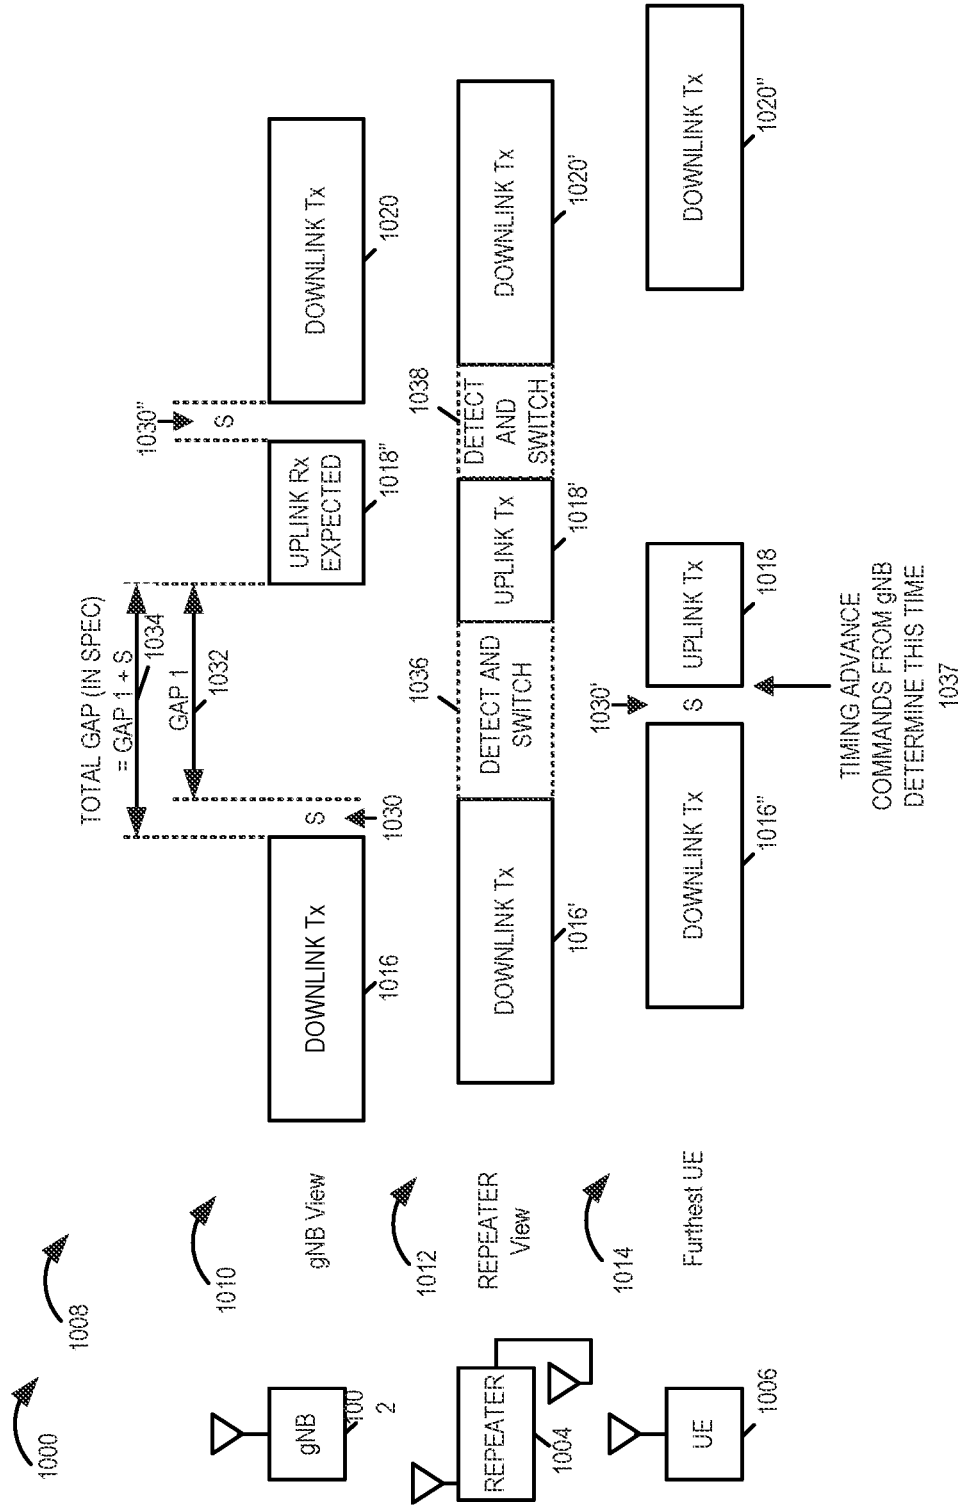 1000
1008
1010
1012
1014
gNB
100
2
REPEATER
1004
UE
1006
gNB View
REPEATER
View
Furthest UE
TOTAL GAP (IN SPEC)
= GAP 1 + S
1034
GAP 1
1032
DOWNLINK Tx
1016
S
1030
UPLINK Rx
EXPECTED
1018"
1030"
S
DOWNLINK Tx
1020
DOWNLINK Tx
1016'
1036
DETECT AND
SWITCH
UPLINK Tx
1018'
1038
DETECT
AND
SWITCH
DOWNLINK Tx
1020'
DOWNLINK Tx
1016"
1030'
S
UPLINK Tx
1018
DOWNLINK Tx
1020"
TIMING ADVANCE
COMMANDS FROM gNB
DETERMINE THIS TIME
1037